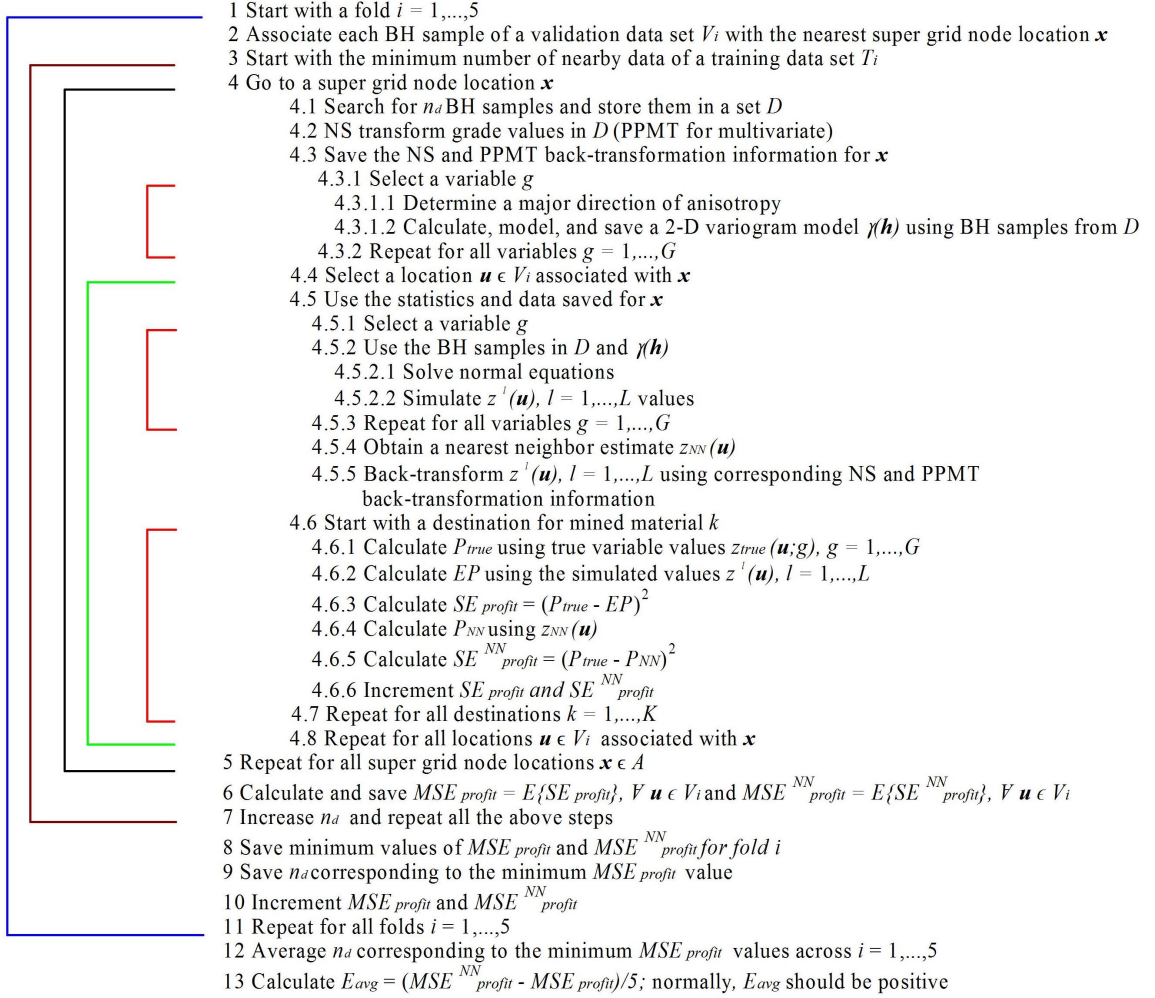 1 Start with a fold i = 1,...,5
2 Associate each BH sample of a validation data set Vi with the nearest super grid node location x
3 Start with the minimum number of nearby data of a training data set Ti
4 Go to a super grid node location x
4.1 Search for nd BH samples and store them in a set D
4.2 NS transform grade values in D (PPMT for multivariate)
4.3 Save the NS and PPMT back-transformation information for x
4.3.1 Select a variable g
4.3.1.1 Determine a major direction of anisotropy
4.3.1.2 Calculate, model, and save a 2-D variogram model γ(h) using BH samples from D
4.3.2 Repeat for all variables g = 1,...,G
4.4 Select a location u ϵ Vi associated with x
4.5 Use the statistics and data saved for x
4.5.1 Select a variable g
4.5.2 Use the BH samples in D and γ(h)
4.5.2.1 Solve normal equations
4.5.2.2 Simulate z l(u), l = 1,...,L values
4.5.3 Repeat for all variables g = 1,...,G
4.5.4 Obtain a nearest neighbor estimate zNN (u)
4.5.5 Back-transform z l(u), l = 1,...,L using corresponding NS and PPMT
back-transformation information
4.6 Start with a destination for mined material k
4.6.1 Calculate Ptrue using true variable values ztrue (u;g), g = 1,...,G
4.6.2 Calculate EP using the simulated values z l(u), l = 1,...,L
4.6.3 Calculate SE profit = (Ptrue - EP)2
4.6.4 Calculate PNN using zNN (u)
4.6.5 Calculate SE NN profit = (Ptrue - PNN)2
4.6.6 Increment SE profit and SE NN profit
4.7 Repeat for all destinations k = 1,...,K
4.8 Repeat for all locations u ϵ Vi associated with x
5 Repeat for all super grid node locations x ϵ A
6 Calculate and save MSE profit = E{SE profit}, ∀ u ϵ Vi and MSE NN profit = E{SE NN profit}, ∀ u ϵ Vi
7 Increase nd and repeat all the above steps
8 Save minimum values of MSE profit and MSE NN profit for fold i
9 Save nd corresponding to the minimum MSE profit value
10 Increment MSE profit and MSE NN profit
11 Repeat for all folds i = 1,...,5
12 Average nd corresponding to the minimum MSE profit values across i = 1,...,5
13 Calculate Eavg = (MSE NN profit - MSE profit)/5; normally, Eavg should be positive